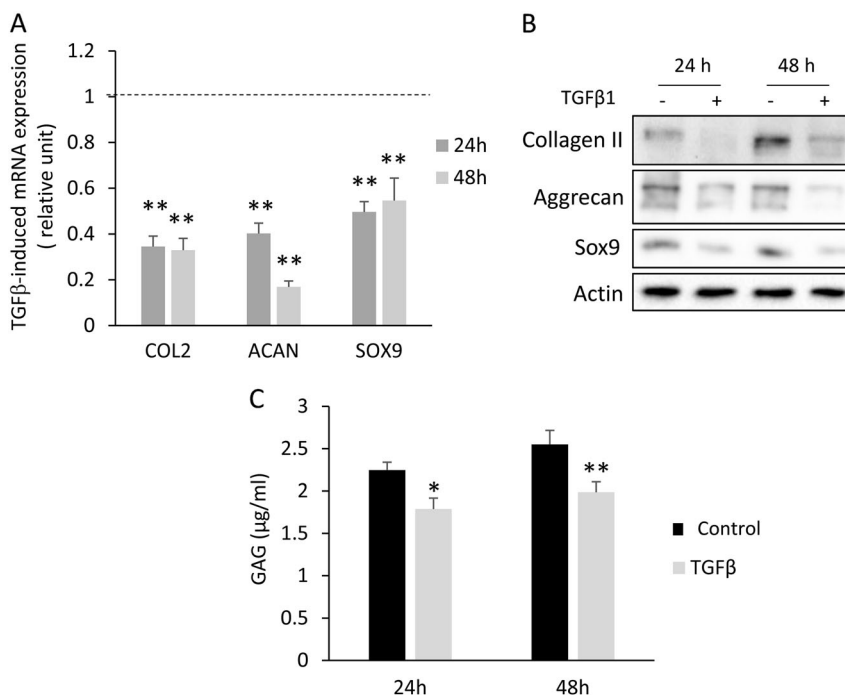 A
TGFβ-induced mRNA expression
( relative unit)
1.2
1
0.8
0.6
0.4
0.2
0
** ** ** ** ** **
COL2 ACAN SOX9
24h
48h
B
24 h 48 h
TGFβ1 - + - +
Collagen II
Aggrecan
Sox9
Actin
C
GAG (µg/ml)
3
2.5
2
1.5
1
0.5
0
* **
24h 48h
Control
TGFβ